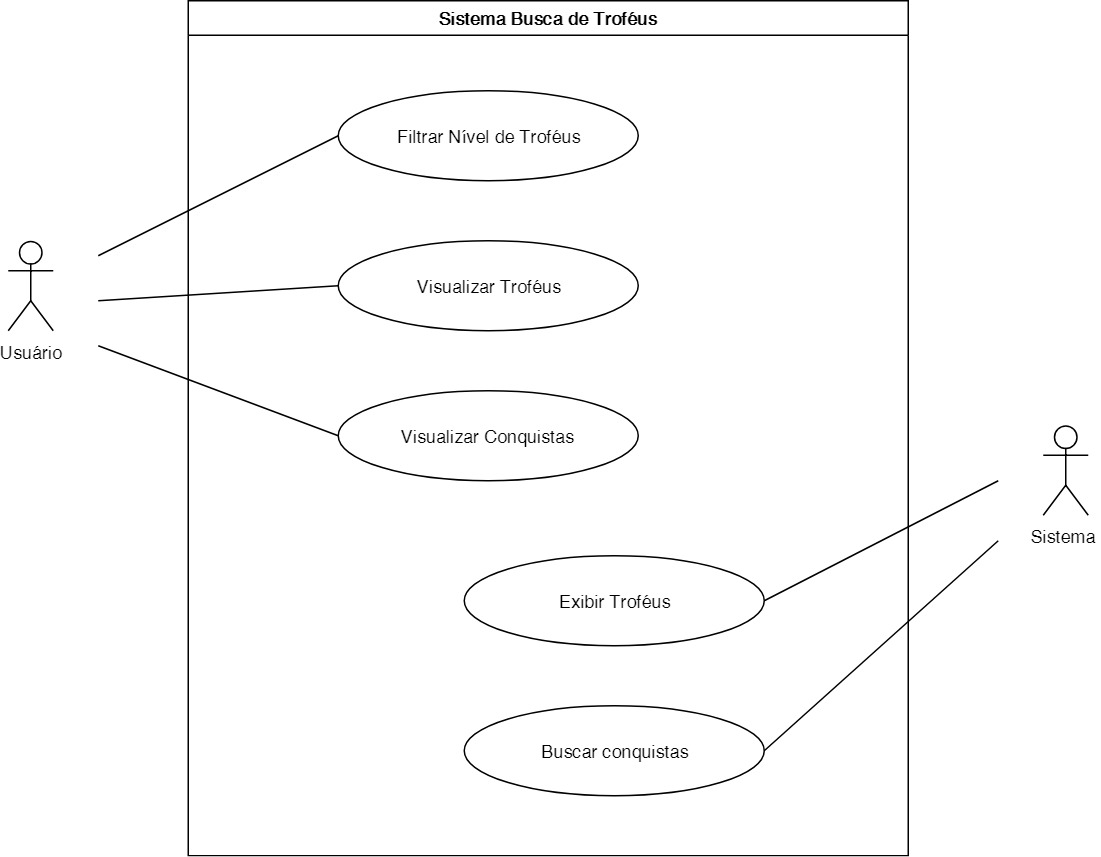 Sistema Busca de Troféus
Filtrar Nível de Troféus
Visualizar Troféus
Usuário
Visualizar Conquistas
Sistema
Exibir Troféus
Buscar conquistas